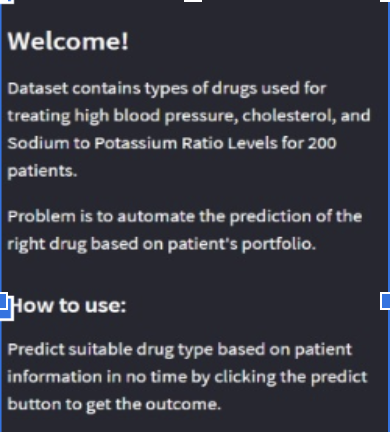 Welcome!
Dataset contains types of drugs used for
treating high blood pressure, cholesterol, and
Sodium to Potassium Ratio Levels for 200
patients.
Problem is to automate the prediction of the
right drug based on patient's portfolio.
How to use:
Predict suitable drug type based on patient
information in no time by clicking the predict
button to get the outcome.